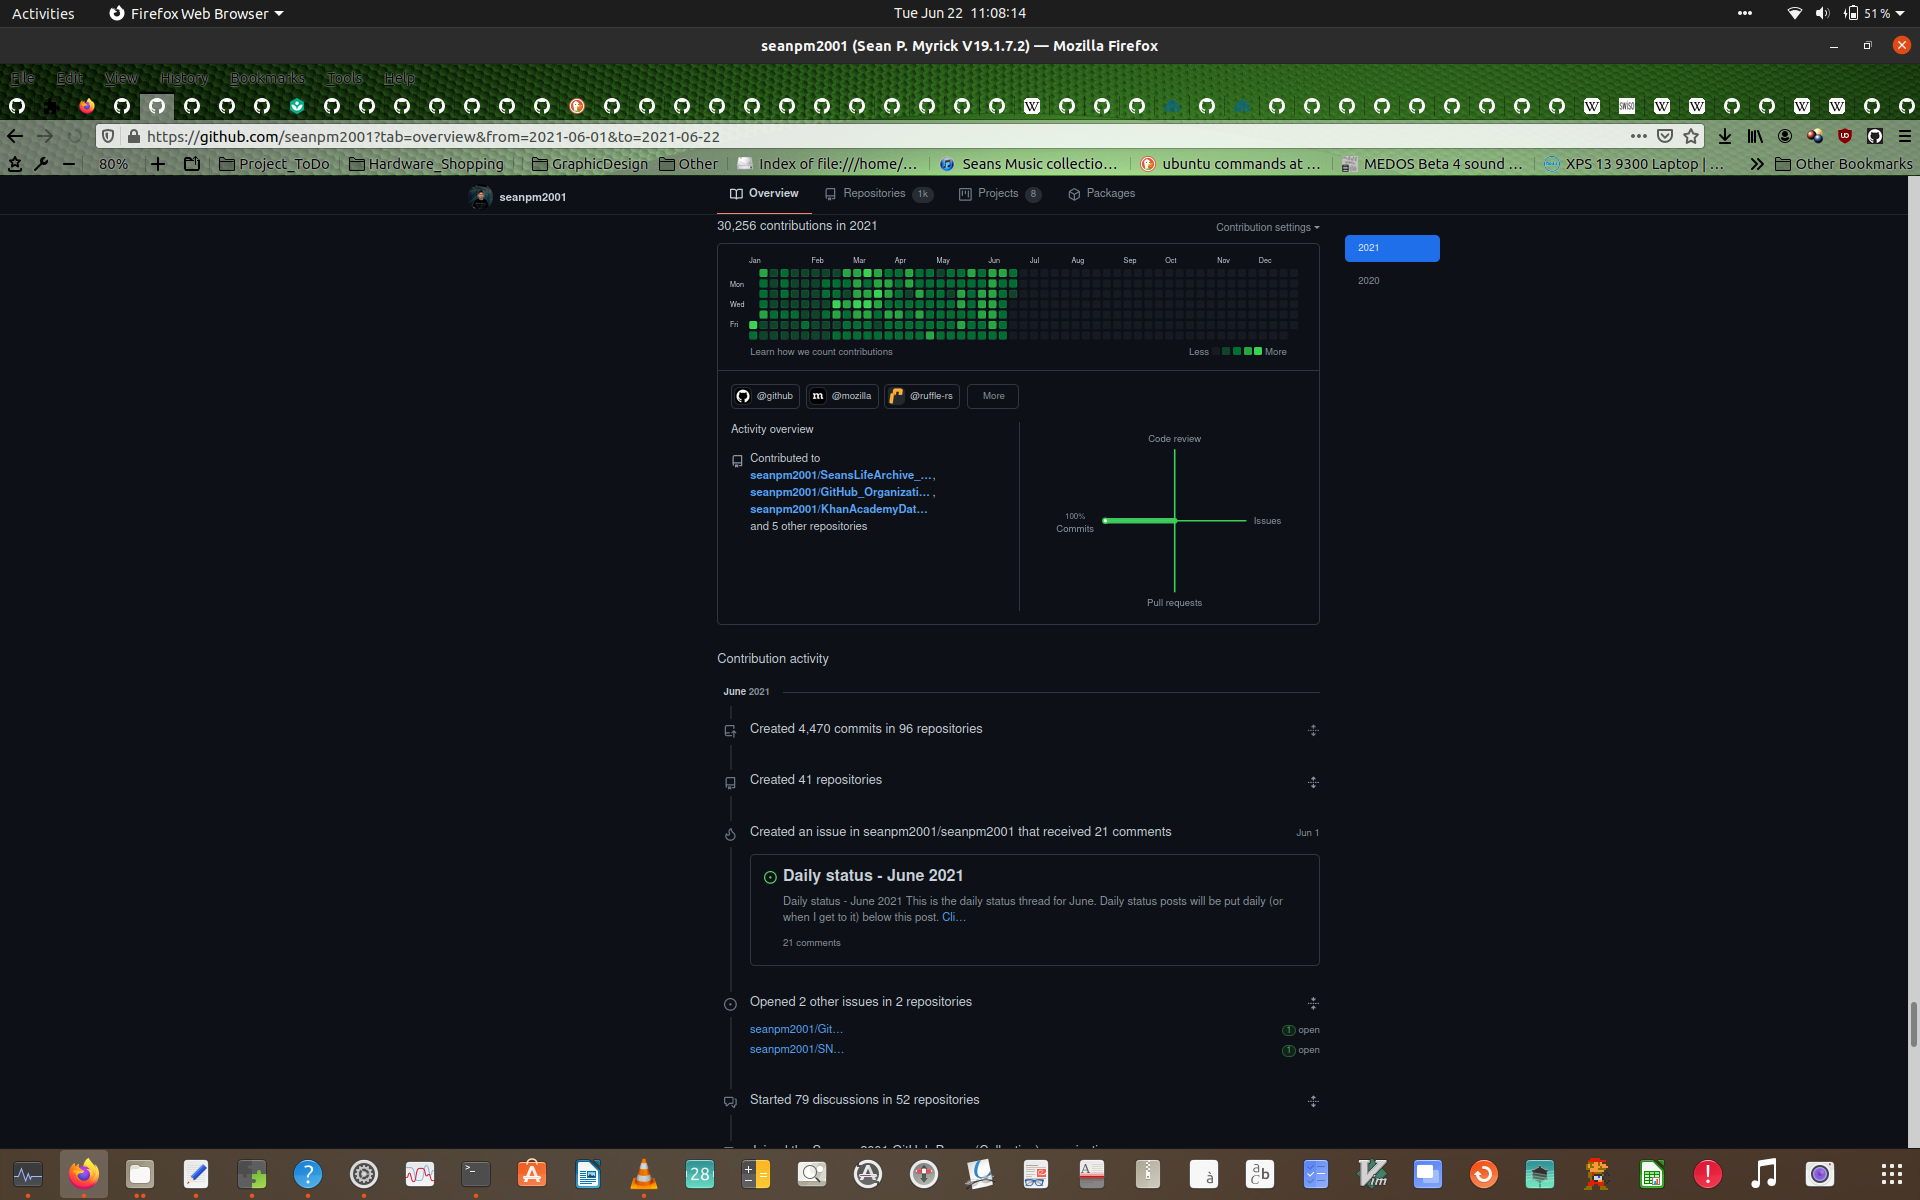 Activities
Firefox Web Browser
Tue Jun 22 11:08:14
51 %
seanpm2001 (Sean P. Myrick V19.1.7.2) — Mozilla Firefox
File Edit View History Bookmarks Tools Help
https://github.com/seanpm2001?tab=overview&from=2021-06-01&to=2021-06-22
80% Project_ToDo Hardware_Shopping GraphicDesign Other Index of file:///home/... Seans Music collectio... ubuntu commands at ... MEDOS Beta 4 sound ... XPS 13 9300 Laptop | ... Other Bookmarks
seanpm2001
Overview Repositories 1k Projects 8 Packages
30,256 contributions in 2021
Contribution settings
2021
2020
Jan Feb Mar Apr May Jun Jul Aug Sep Oct Nov Dec
Mon
Wed
Fri
Learn how we count contributions
Less More
@github @mozilla @ruffle-rs More
Activity overview
Contributed to
seanpm2001/SeansLifeArchive_...,
seanpm2001/GitHub_Organizati... ,
seanpm2001/KhanAcademyDat...
and 5 other repositories
Code review
100%
Commits
Issues
Pull requests
Contribution activity
June 2021
Created 4,470 commits in 96 repositories
Created 41 repositories
Created an issue in seanpm2001/seanpm2001 that received 21 comments
Jun 1
Daily status - June 2021
Daily status - June 2021 This is the daily status thread for June. Daily status posts will be put daily (or
when I get to it) below this post. Cli...
21 comments
Opened 2 other issues in 2 repositories
seanpm2001/Git...
1 open
seanpm2001/SN...
1 open
Started 79 discussions in 52 repositories
28